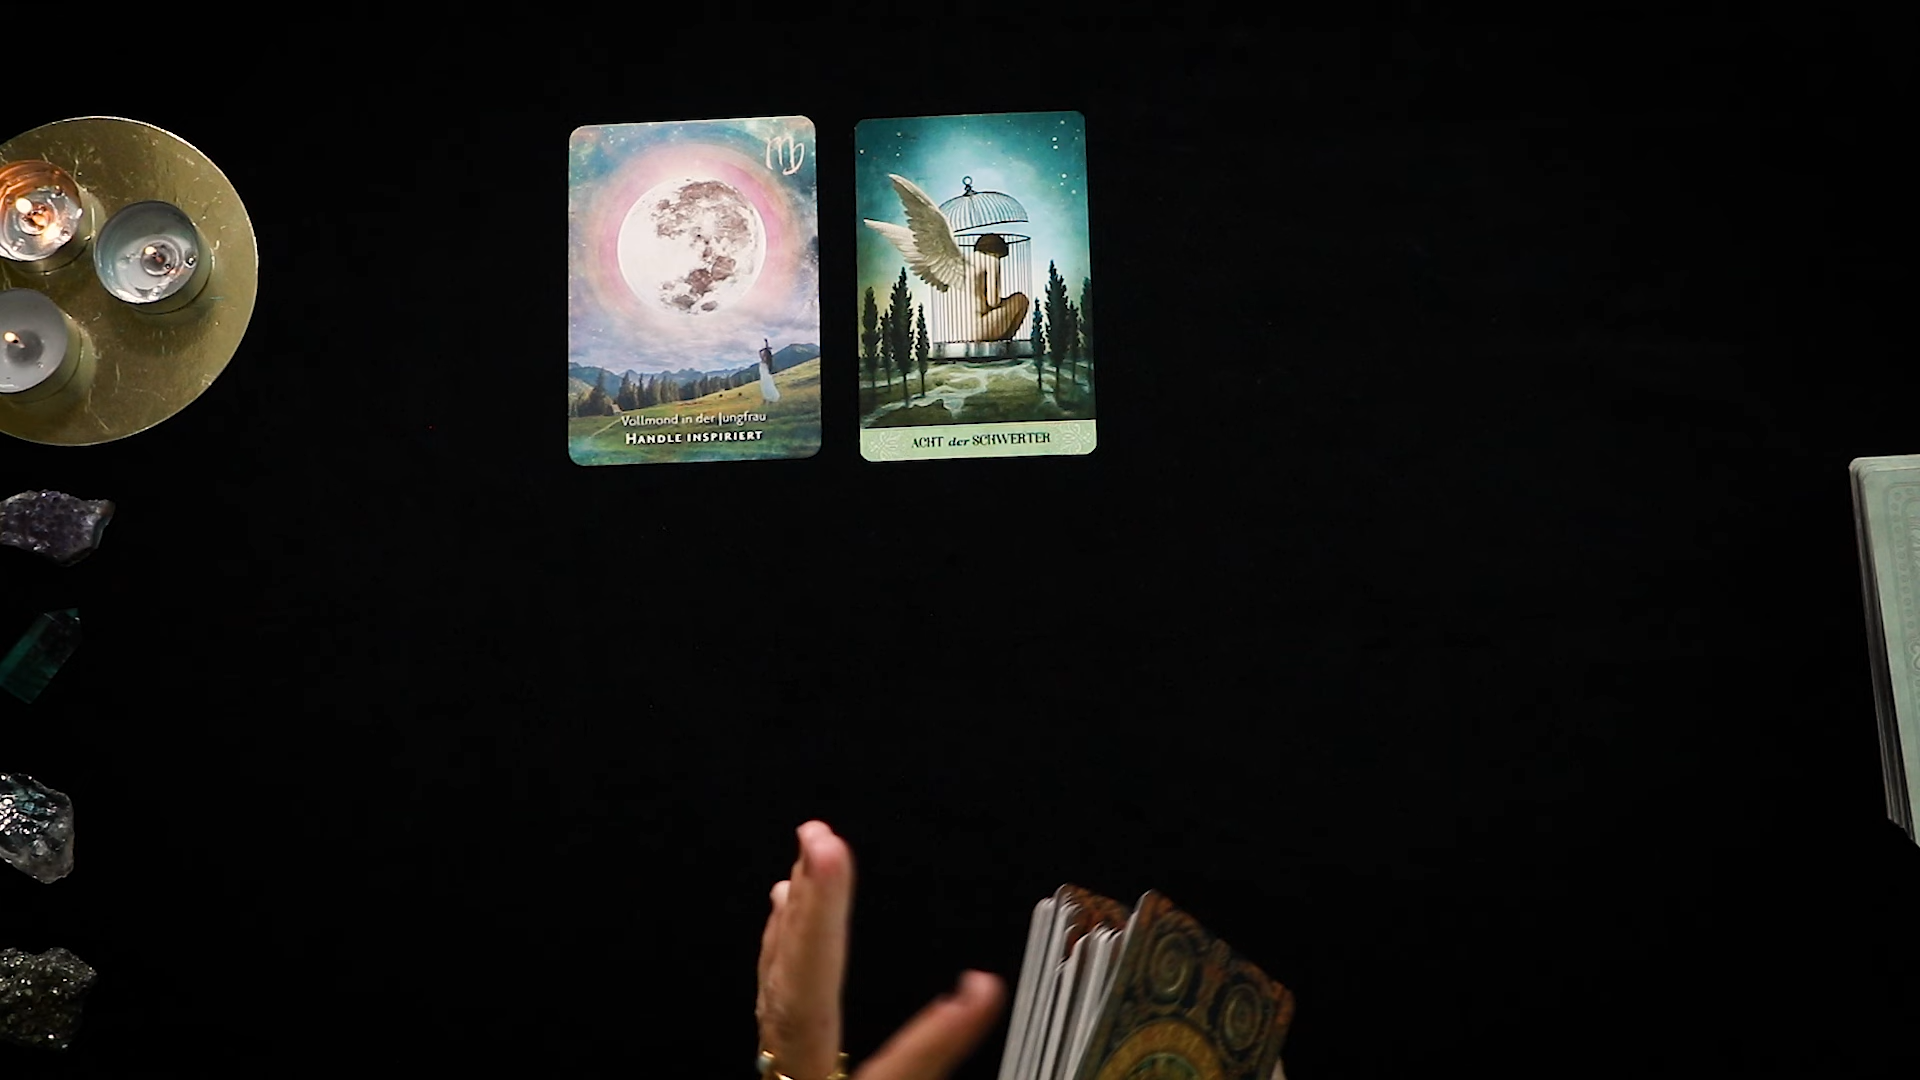 Vollmond in der Jungfrau
HANDLE INSPIRIERT
ACHT der SCHWERTER